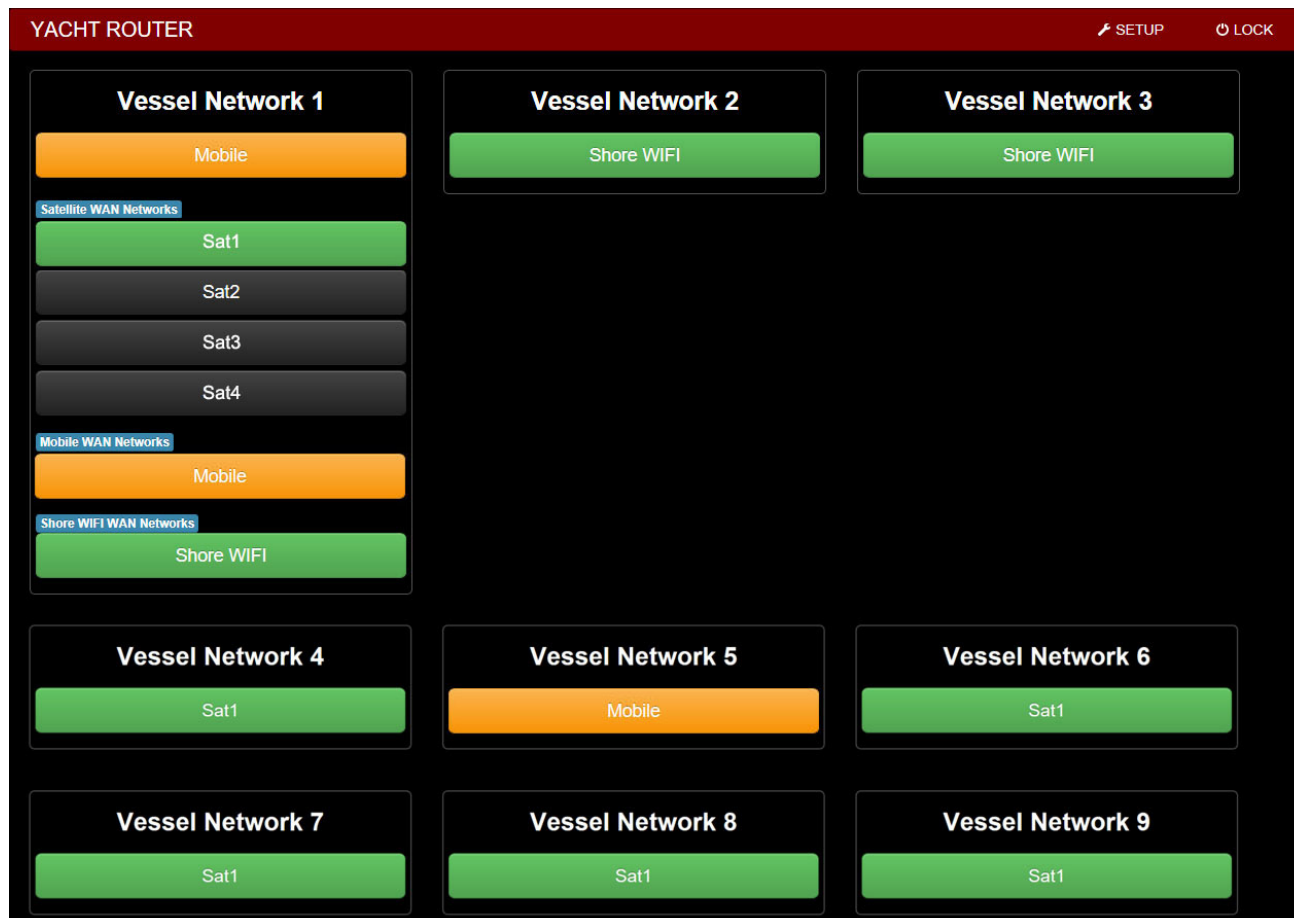 YACHT ROUTER SETUP LOCK
Vessel Network 1 Vessel Network 2 Vessel Network 3
Mobile Shore WIFI Shore WIFI
Satellite WAN Networks
Sat1
Sat2
Sat3
Sat4
Mobile WAN Networks
Mobile
Shore WIFI WAN Networks
Shore WIFI
Vessel Network 4 Vessel Network 5 Vessel Network 6
Sat1 Mobile Sat1
Vessel Network 7 Vessel Network 8 Vessel Network 9
Sat1 Sat1 Sat1